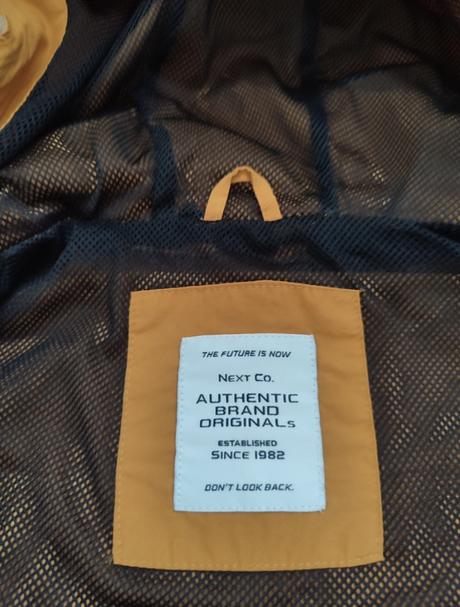 THE FUTURE IS NOW
NEXT CO.
AUTHENTIC
BRAND
ORIGINALs
ESTABLISHED
SINCE 1982
DON'T LOOK BACK.